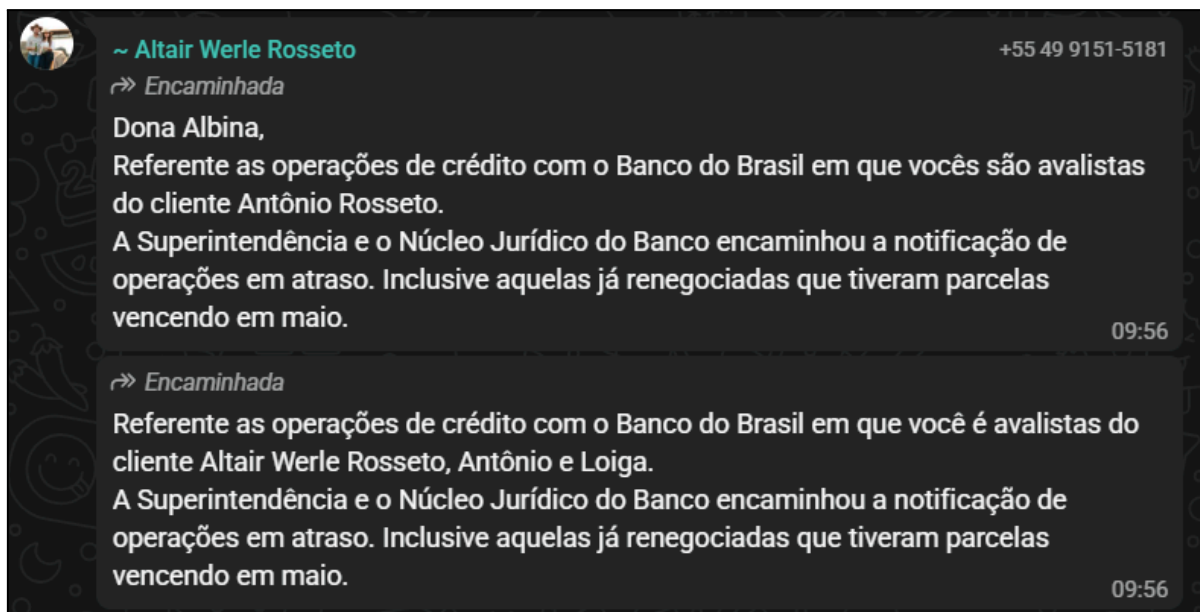 ~ Altair Werle Rosseto +55 49 9151-5181
Encaminhada
Dona Albina,
Referente as operações de crédito com o Banco do Brasil em que vocês são avalistas
do cliente Antônio Rosseto.
A Superintendência e o Núcleo Jurídico do Banco encaminhou a notificação de
operações em atraso. Inclusive aquelas já renegociadas que tiveram parcelas
vencendo em maio.
09:56
Encaminhada
Referente as operações de crédito com o Banco do Brasil em que você é avalistas do
cliente Altair Werle Rosseto, Antônio e Loiga.
A Superintendência e o Núcleo Jurídico do Banco encaminhou a notificação de
operações em atraso. Inclusive aquelas já renegociadas que tiveram parcelas
vencendo em maio.
09:56